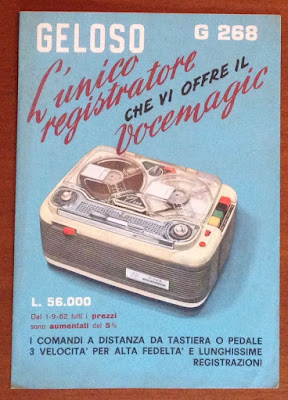 GELOSO G 268
L'unico
registratore
CHE VI OFFRE IL
vocemagic
L. 56.000
Dal 1-9-62 tutti i prezzi
sono aumentati del 5%
I COMANDI A DISTANZA DA TASTIERA O PEDALE
3 VELOCITA' PER ALTA FEDELTA' E LUNGHISSIME
REGISTRAZIONI